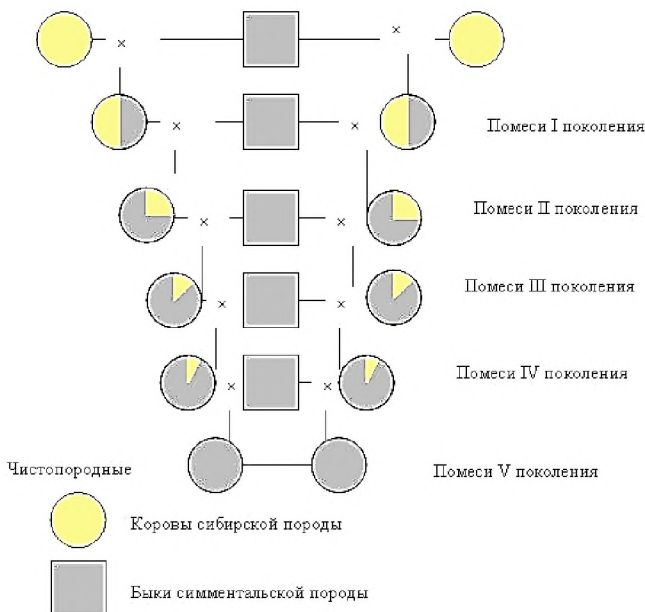 Помеси I поколения
Помеси II поколения
Помеси III поколения
Помеси IV поколения
Чистопородные
Помеси V поколения
Коровы сибирской породы
Быки симментальской породы